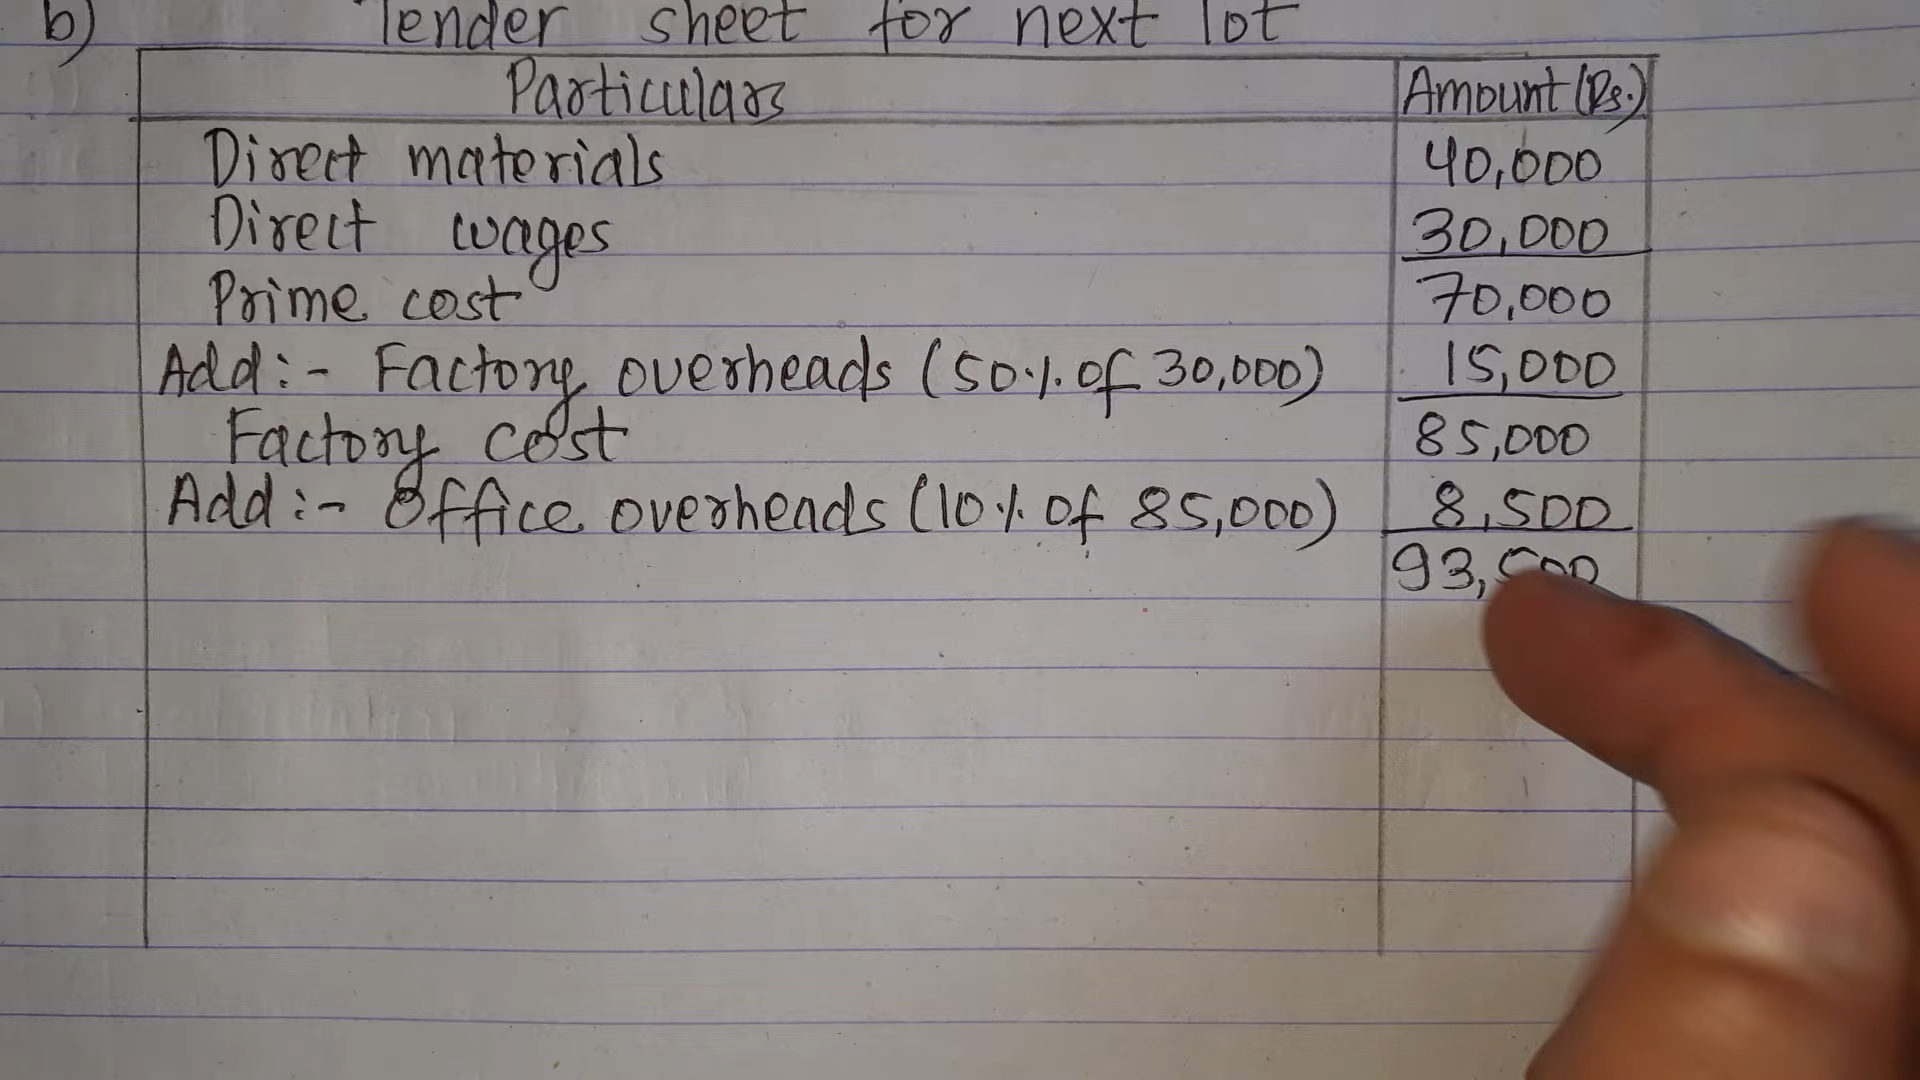 b) Tender sheet for next lot
Particulars Amount (Rs.)
Direct materials 40,000
Direct wages 30,000
Prime cost 70,000
Add:- Factory overheads (50% of 30,000) 15,000
Factory cost 85,000
Add:- Office overheads (10% of 85,000) 8,500
93,500